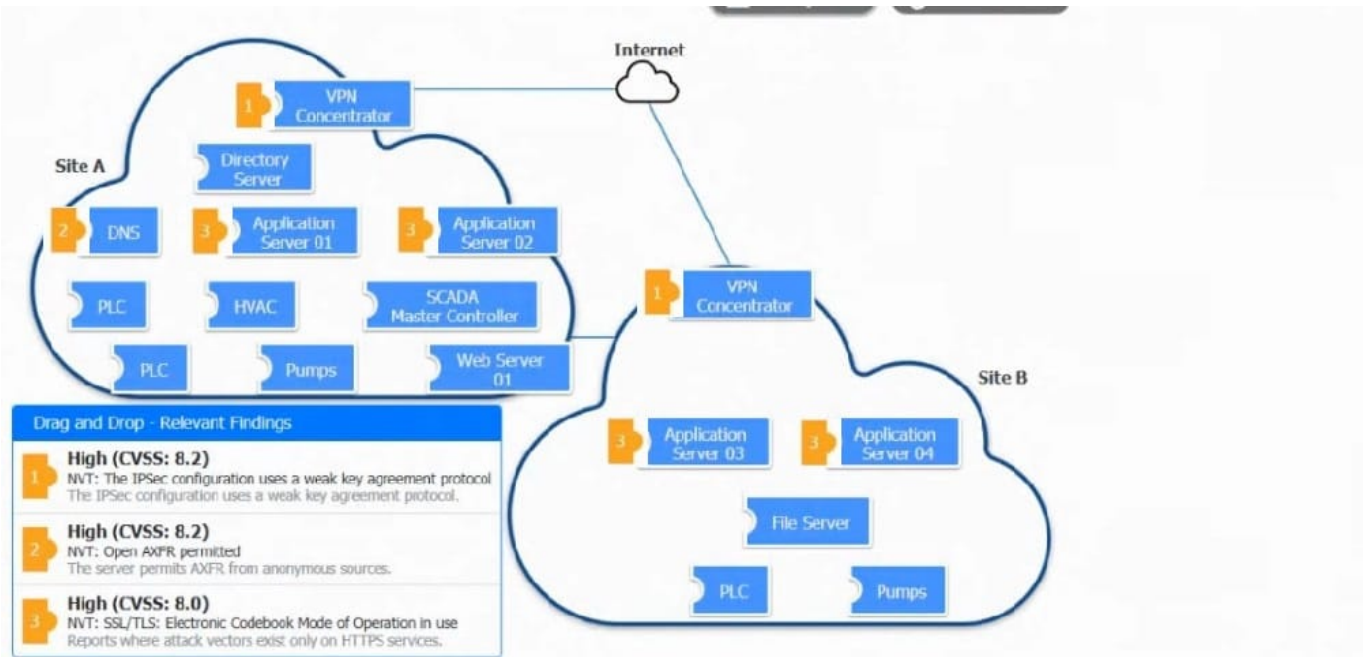 Internet
1
VPN
Concentrator
Site A
Directory
Server
2
DNS
3
Application
Server 01
3
Application
Server 02
1
VPN
Concentrator
PLC
HVAC
SCADA
Master Controller
PLC
Pumps
Web Server
01
Site B
Drag and Drop - Relevant Findings
1
High (CVSS: 8.2)
NVT: The IPSec configuration uses a weak key agreement protocol
The IPSec configuration uses a weak key agreement protocol.
2
High (CVSS: 8.2)
NVT: Open AXFR permitted
The server permits AXFR from anonymous sources.
3
High (CVSS: 8.0)
NVT: SSL/TLS: Electronic Codebook Mode of Operation in use
Reports where attack vectors exist only on HTTPS services.
3
Application
Server 03
3
Application
Server 04
File Server
PLC
Pumps